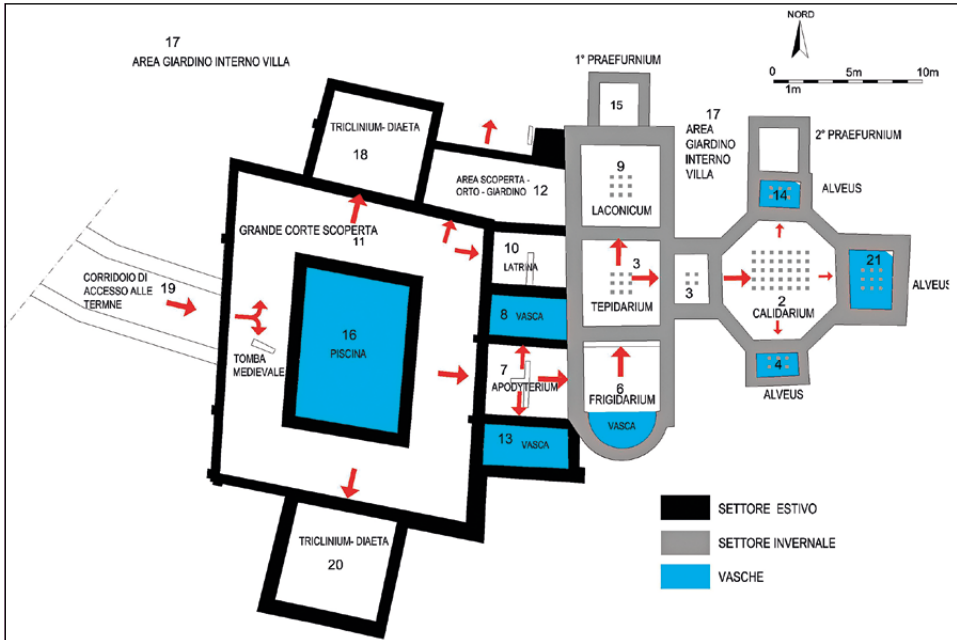 17
AREA GIARDINO INTERNO VILLA
NORD
0 5m 10m
1m
1° PRAEFURNIUM
15
17
AREA
GIARDINO
INTERNO
VILLA
2° PRAEFURNIUM
TRICLINIUM- DIAETA
18
AREA SCOPERTA
- ORTO - GIARDINO
12
9
LACONICUM
14
ALVEUS
GRANDE CORTE SCOPERTA
11
10
LATRINA
3
TEPIDARIUM
3
2
CALIDARIUM
21
ALVEUS
CORRIDOIO DI
ACCESSO ALLE
TERMNE
19
8 VASCA
16
PISCINA
TOMBA
MEDIEVALE
7
APODYTERIUM
6
FRIGIDARIUM
4
ALVEUS
13 VASCA
VASCA
TRICLINIUM- DIAETA
20
SETTORE ESTIVO
SETTORE INVERNALE
VASCHE